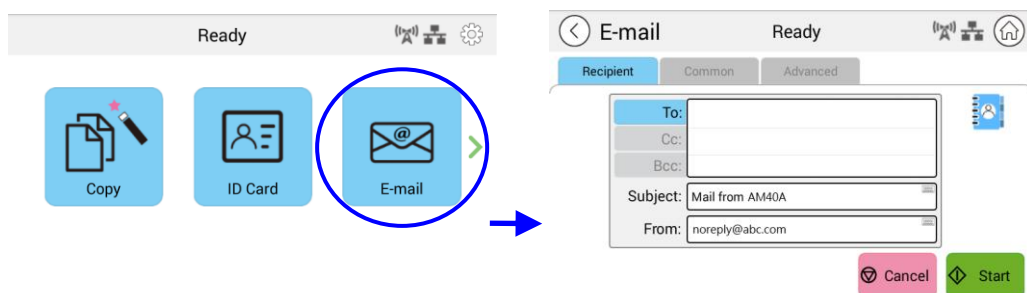 Ready
Copy
ID Card
@
E-mail
E-mail
Ready
Recipient
Common
Advanced
To:
Cc:
Bcc:
Subject: Mail from AM40A
From: noreply@abc.com
Cancel
Start